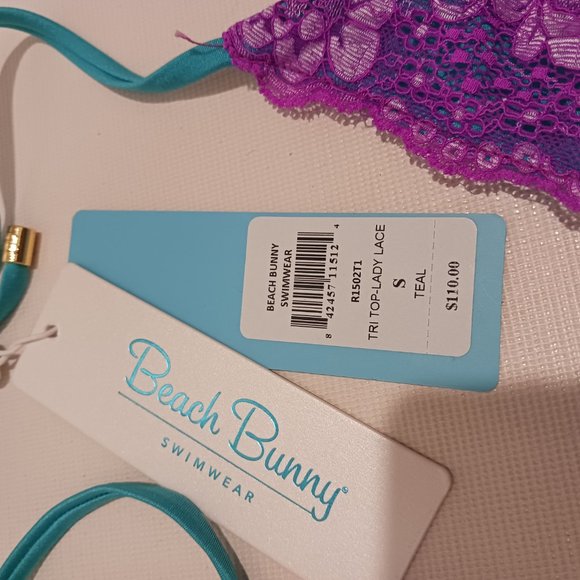 BEACH BUNNY
SWIMWEAR
8 42457 11512 4
R1502T1
TRI TOP-LADY LACE
S
TEAL
$110.00
Beach Bunny®
SWIMWEAR